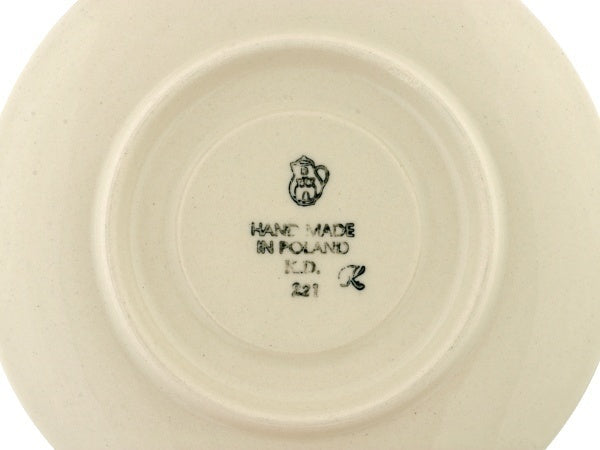 HAND MADE
IN POLAND
K.D.
221 K